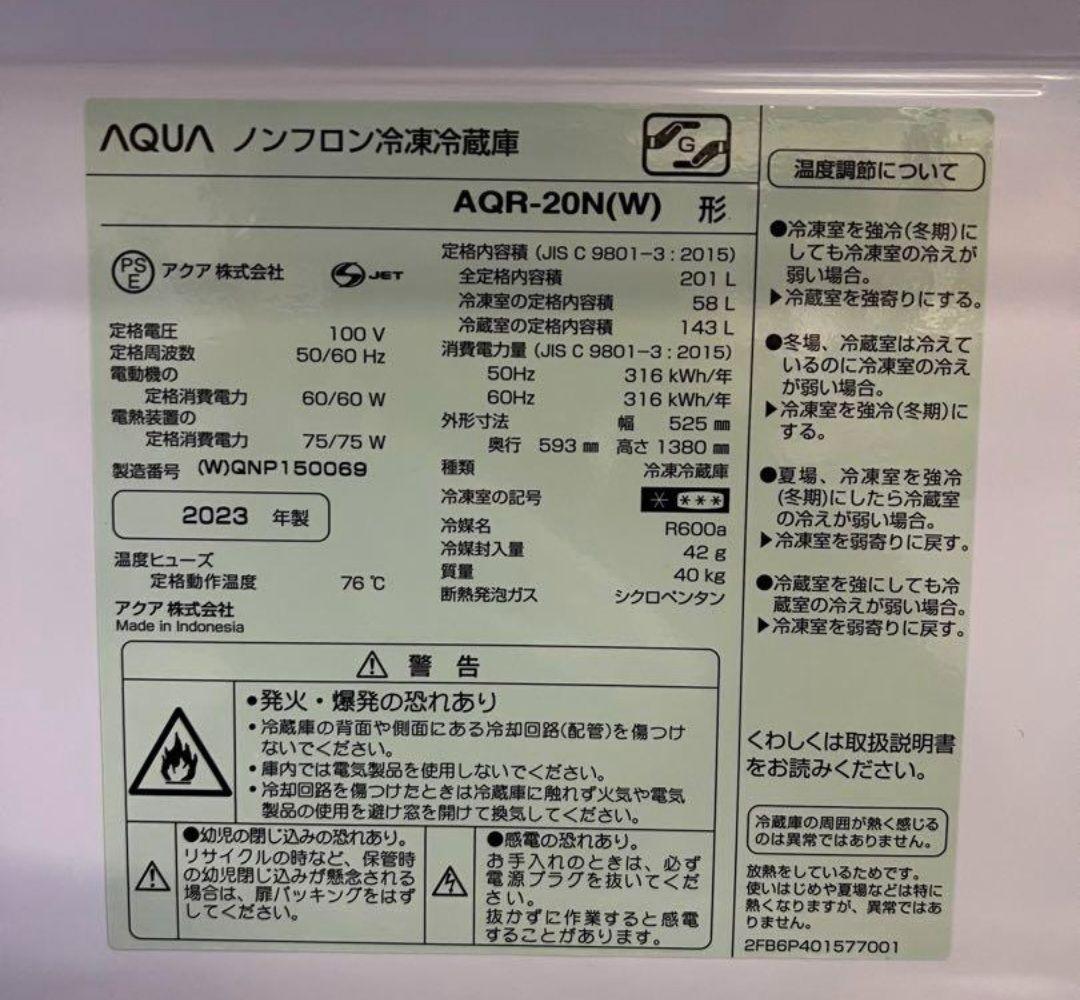 AQUA ノンフロン冷凍冷蔵庫
G
AQR-20N(W) 形
PSE アクア株式会社 JET
定格電圧 100 V
定格周波数 50/60 Hz
電動機の
定格消費電力 60/60 W
電熱装置の
定格消費電力 75/75 W
製造番号 (W)QNP150069
2023 年製
温度ヒューズ
定格動作温度 76 ℃
アクア株式会社
Made in Indonesia
定格内容積 (JIS C 9801-3 : 2015)
全定格内容積 201 L
冷凍室の定格内容積 58 L
冷蔵室の定格内容積 143 L
消費電力量 (JIS C 9801-3 : 2015)
50Hz 316 kWh/年
60Hz 316 kWh/年
外形寸法 幅 525 ㎜
奥行 593 ㎜ 高さ 1380 ㎜
種類 冷凍冷蔵庫
冷凍室の記号 * ***
冷媒名 R600a
冷媒封入量 42 g
質量 40 kg
断熱発泡ガス シクロペンタン
⚠ 警告
●発火・爆発の恐れあり
・冷蔵庫の背面や側面にある冷却回路(配管)を傷つけ
ないでください。
・庫内では電気製品を使用しないでください。
・冷却回路を傷つけたときは冷蔵庫に触れず火気や電気
製品の使用を避け窓を開けて換気してください。
●幼児の閉じ込みの恐れあり。
リサイクルの時など、保管時
の幼児閉じ込みが懸念される
場合は、扉パッキングをはず
してください。
●感電の恐れあり。
お手入れのときは、必ず
電源プラグを抜いてくだ
さい。
抜かずに作業すると感電
することがあります。
温度調節について
●冷凍室を強冷(冬期)に
しても冷凍室の冷えが
弱い場合。
▶冷蔵室を強寄りにする。
●冬場、冷蔵室は冷えて
いるのに冷凍室の冷え
が弱い場合。
▶冷凍室を強冷(冬期)に
する。
●夏場、冷凍室を強冷
(冬期)にしたら冷蔵室
の冷えが弱い場合。
▶冷凍室を弱寄りに戻す。
●冷蔵室を強にしても冷
蔵室の冷えが弱い場合。
▶冷凍室を弱寄りに戻す。
くわしくは取扱説明書
をお読みください。
冷蔵庫の周囲が熱く感じる
のは異常ではありません。
放熱をしているためです。
使いはじめや夏場などは特に
熱くなりますが、異常ではあ
りません。
2FB6P401577001